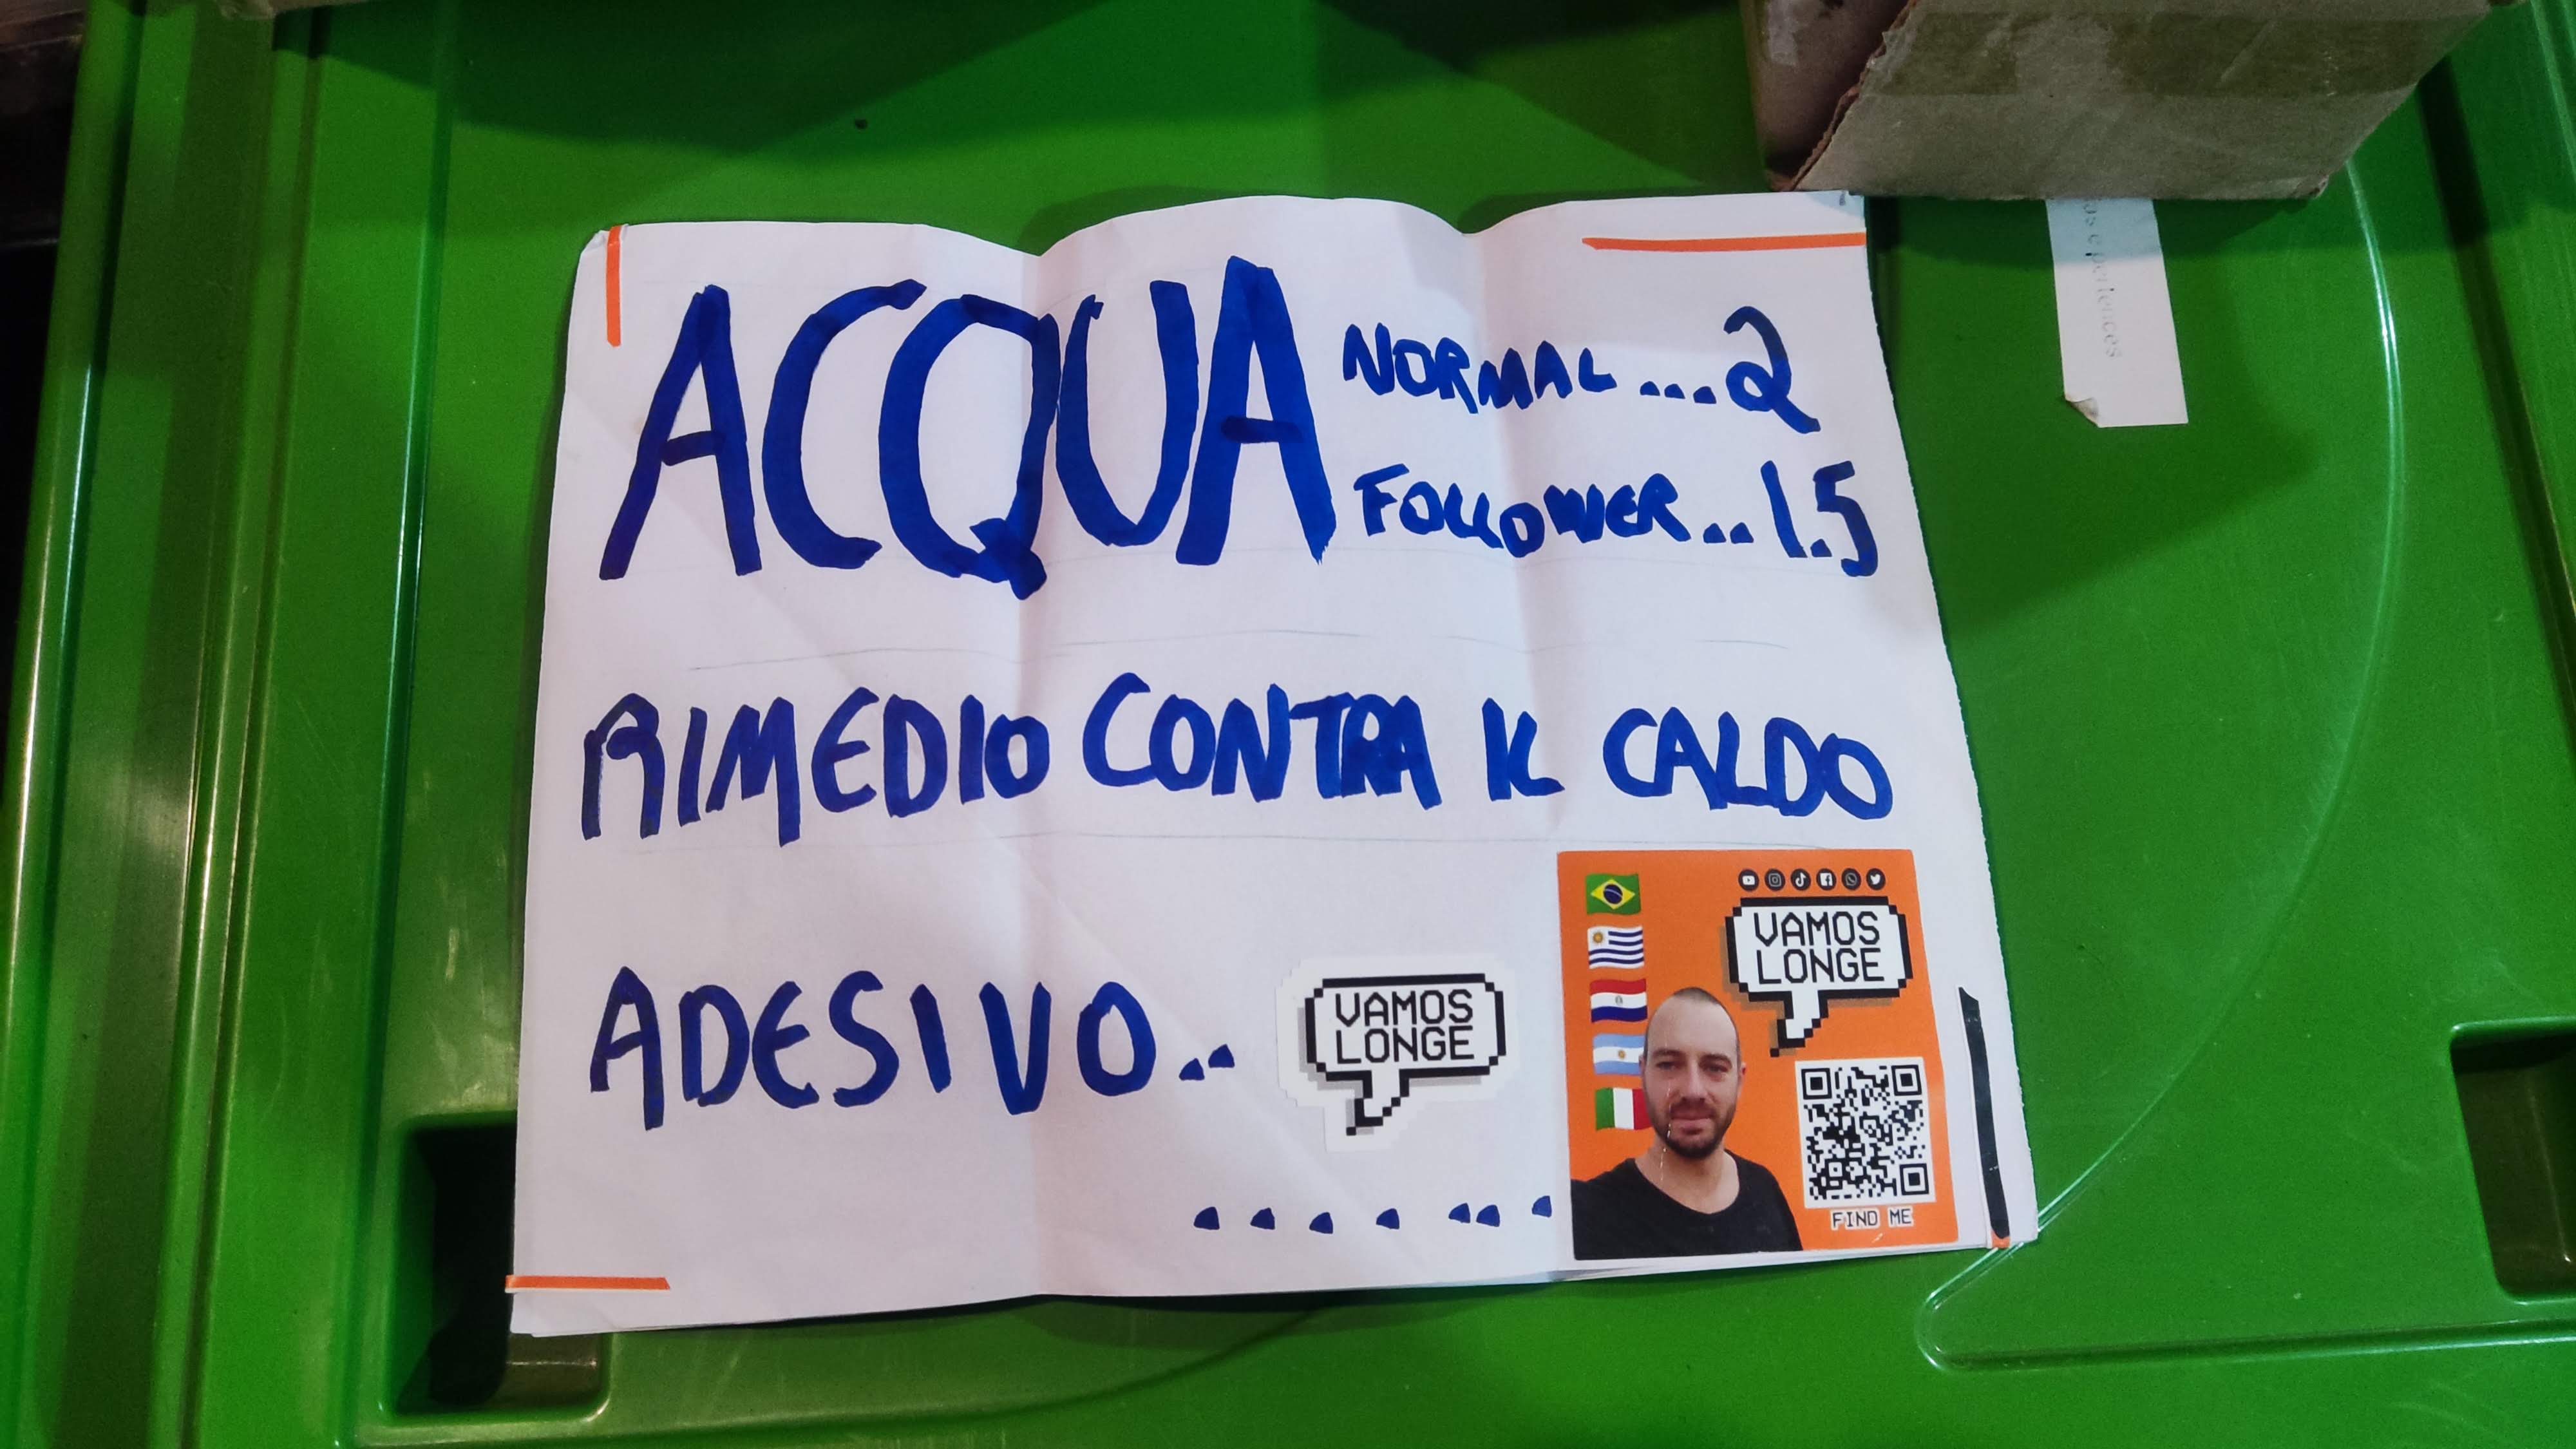 ACQUA
NORMAL...2
FOLLOWER...1.5
RIMEDIO CONTRA IL CALDO
ADESIVO..
VAMOS
LONGE
.......
VAMOS
LONGE
FIND ME